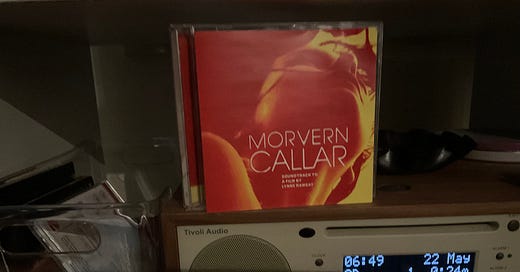 MORVERN
CALLAR
SOUNDTRACK TO
A FILM BY
LYNNE RAMSAY
Tivoli Audio
06:49 22 May